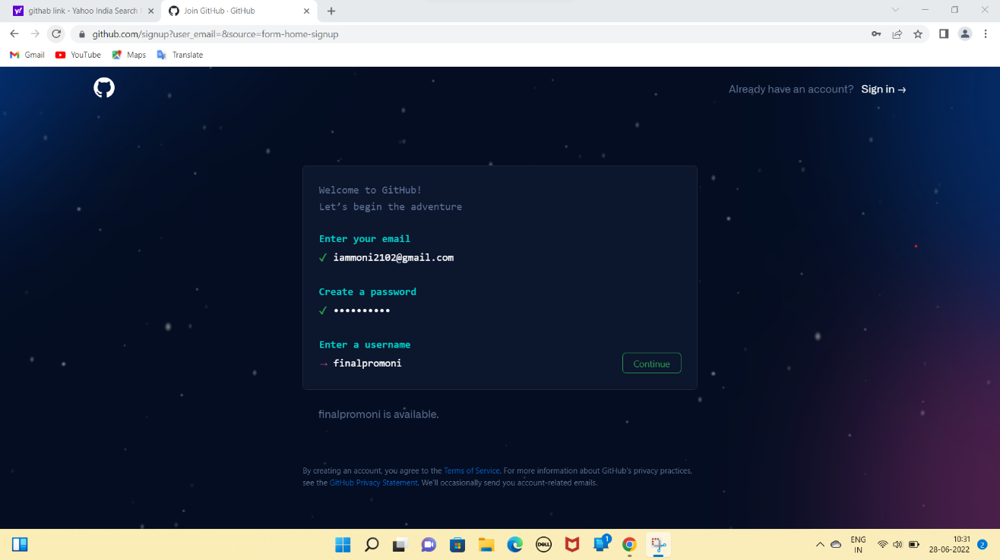 githab link - Yahoo India Search
Join GitHub · GitHub
github.com/signup?user_email=&source=form-home-signup
Gmail
YouTube
Maps
Translate
Already have an account? Sign in →
Welcome to GitHub!
Let’s begin the adventure
Enter your email
✓ iammoni2102@gmail.com
Create a password
✓ ••••••••••
Enter a username
→ finalpromoni
Continue
finalpromoni is available.
By creating an account, you agree to the Terms of Service. For more information about GitHub's privacy practices,
see the GitHub Privacy Statement. We'll occasionally send you account-related emails.
DELL
1
ENG
IN
10:31
28-06-2022
2